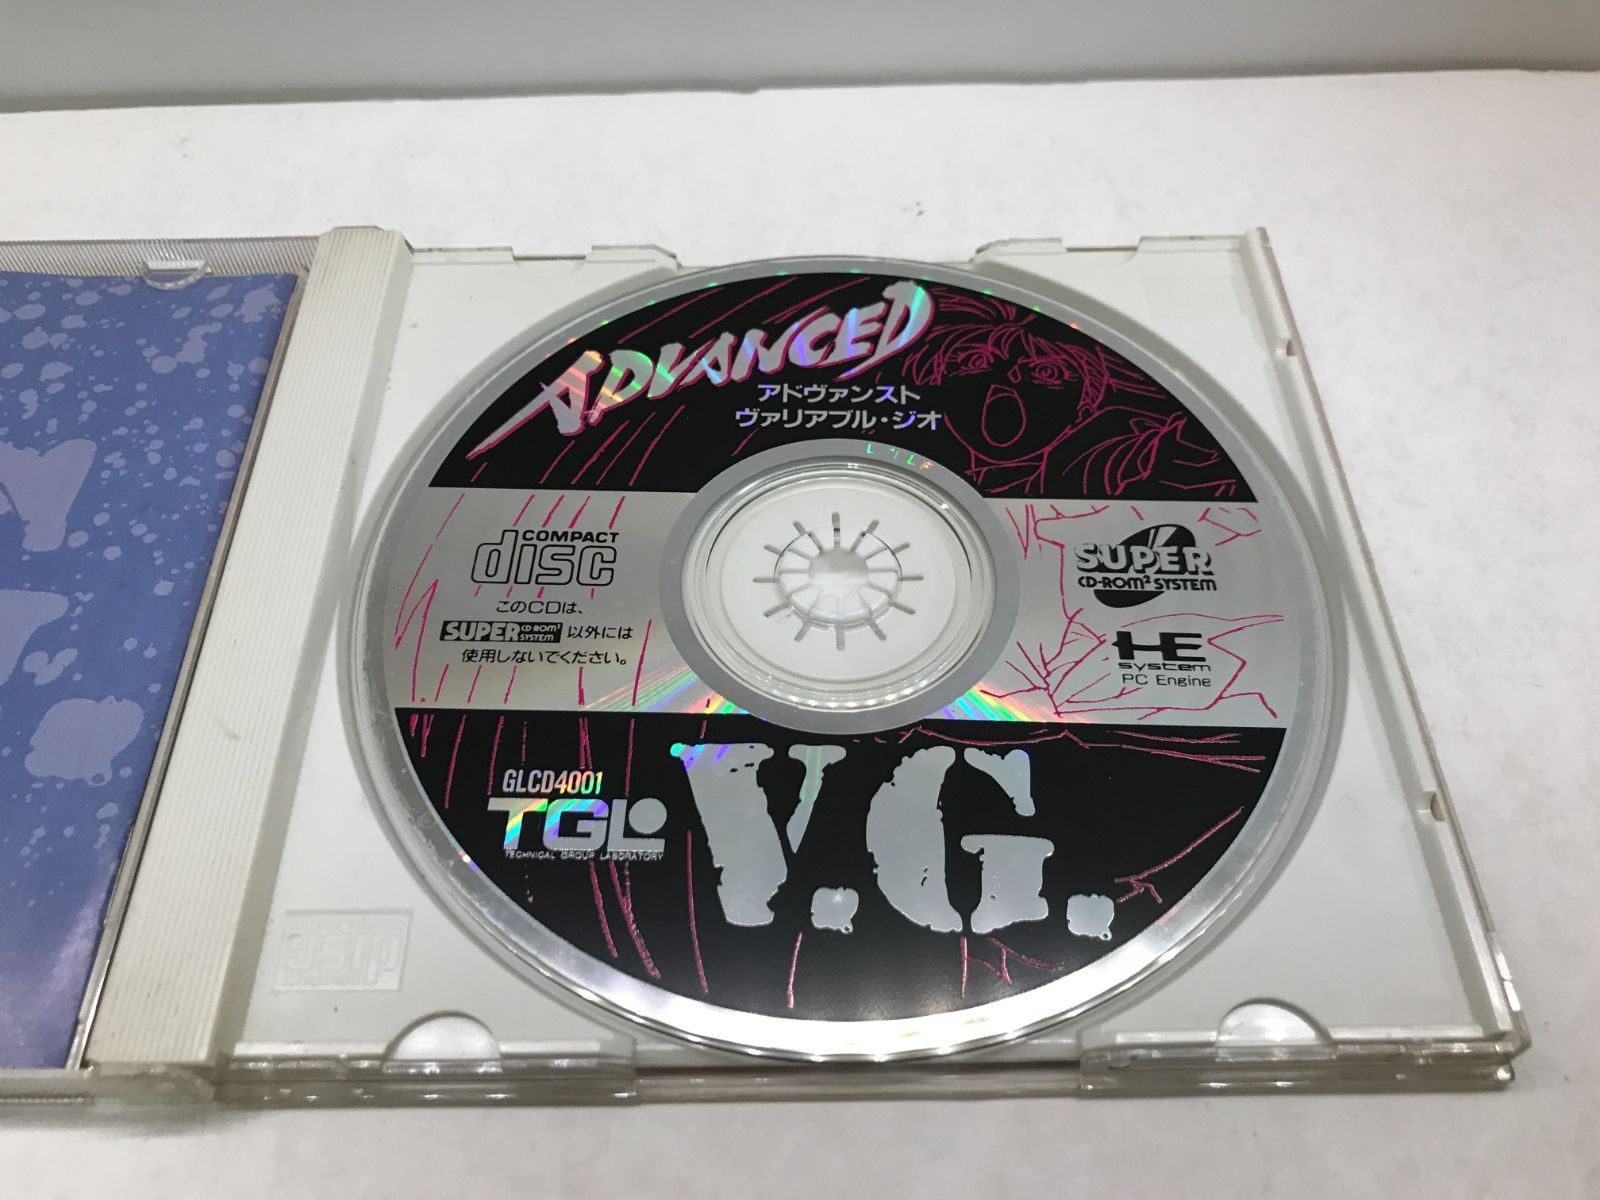 ADVANCED
アドヴァンスト
ヴァリアブル・ジオ
COMPACT
disc
このCDは、
SUPER CD-ROM² SYSTEM 以外には
使用しないでください。
SUPER
CD-ROM² SYSTEM
HE
system
PC Engine
GLCD4001
TGL
TECHNICAL GROUP LABORATORY
V.G.
disc